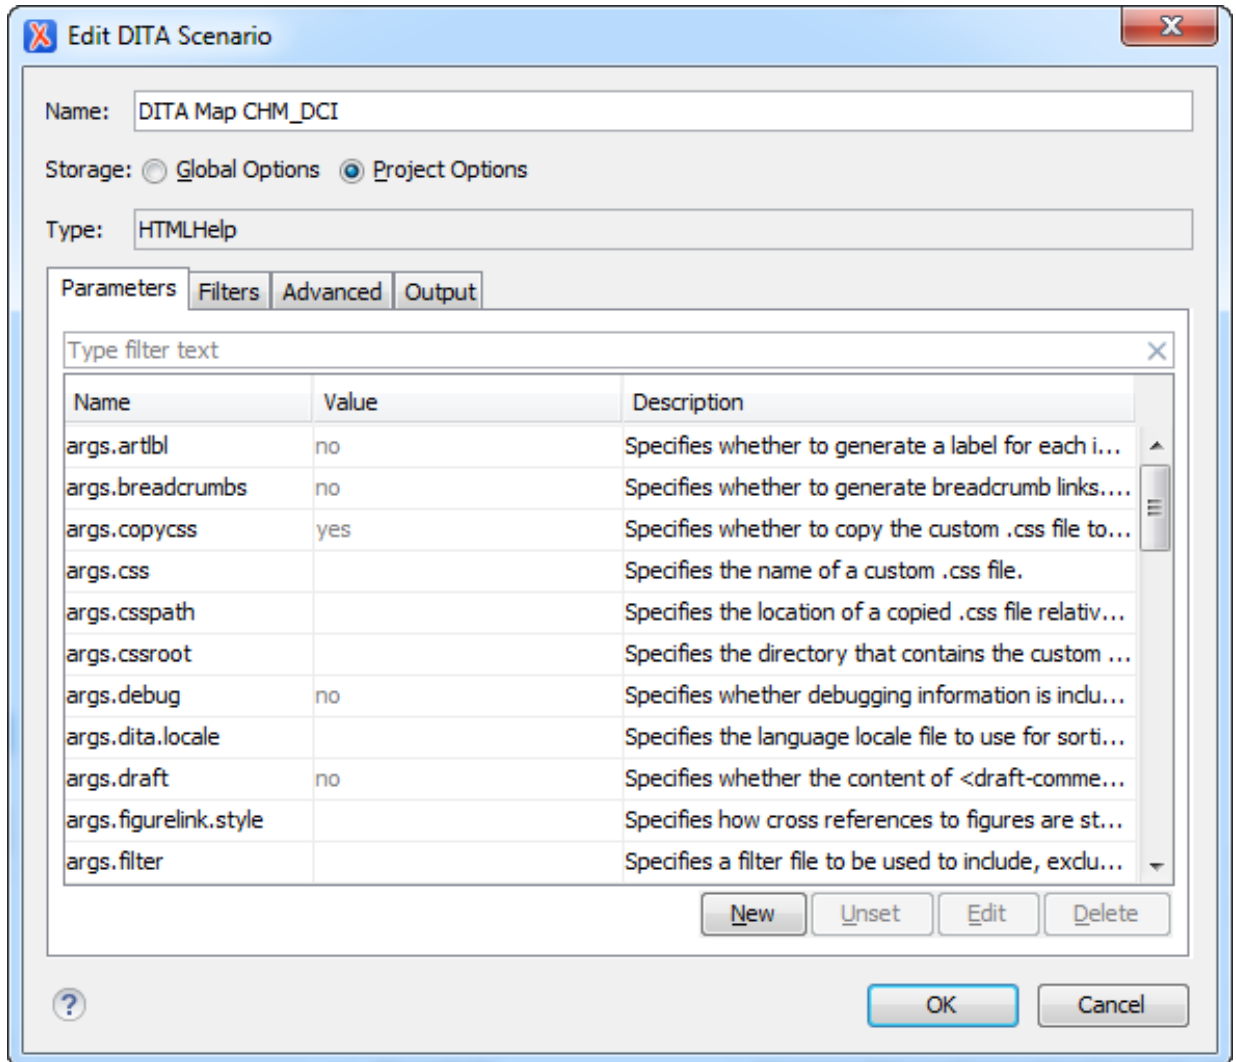 Edit DITA Scenario
Name: DITA Map CHM_DCI
Storage: Global Options Project Options
Type: HTMLHelp
Parameters Filters Advanced Output
Type filter text
Name Value Description
args.artlbl no Specifies whether to generate a label for each i...
args.breadcrumbs no Specifies whether to generate breadcrumb links....
args.copycss yes Specifies whether to copy the custom .css file to...
args.css Specifies the name of a custom .css file.
args.csspath Specifies the location of a copied .css file relativ...
args.cssroot Specifies the directory that contains the custom ...
args.debug no Specifies whether debugging information is inclu...
args.dita.locale Specifies the language locale file to use for sorti...
args.draft no Specifies whether the content of <draft-comme...
args.figurelink.style Specifies how cross references to figures are st...
args.filter Specifies a filter file to be used to include, exclu...
New Unset Edit Delete
? OK Cancel